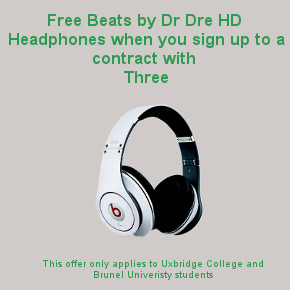 Free Beats by Dr Dre HD
Headphones when you sign up to a
contract with
Three
b
This offer only applies to Uxbridge College and
Brunel Univeristy students